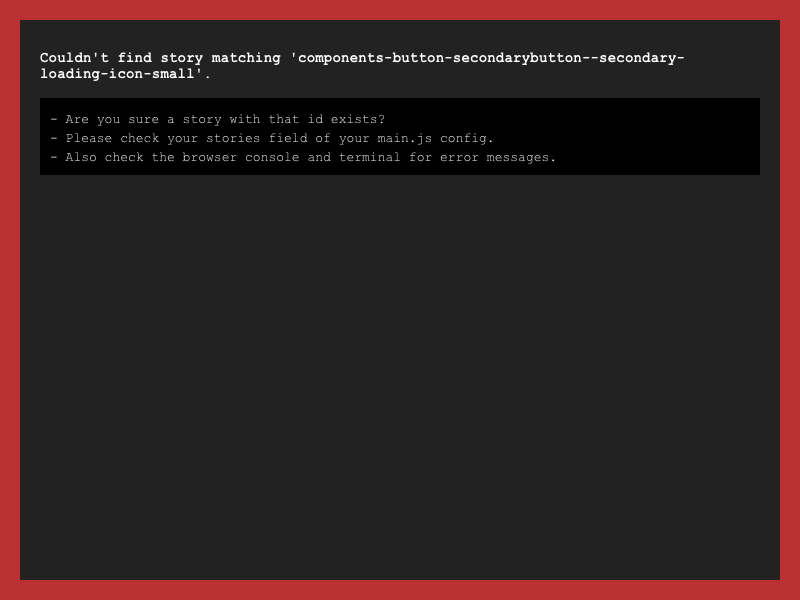 Couldn't find story matching 'components-button-secondarybutton--secondary-
loading-icon-small'.
- Are you sure a story with that id exists?
- Please check your stories field of your main.js config.
- Also check the browser console and terminal for error messages.